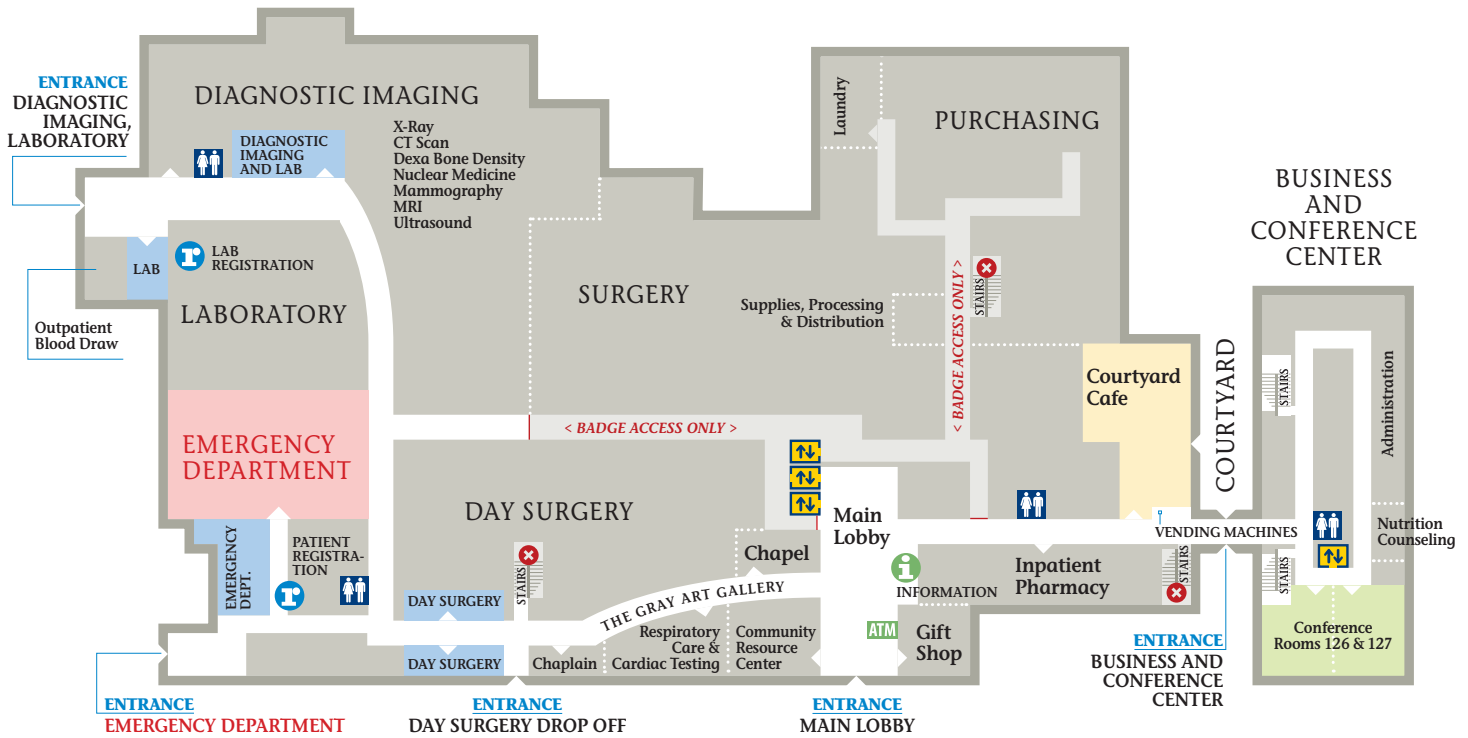 ENTRANCE
DIAGNOSTIC
IMAGING,
LABORATORY
DIAGNOSTIC IMAGING
DIAGNOSTIC
IMAGING
AND LAB
X-Ray
CT Scan
Dexa Bone Density
Nuclear Medicine
Mammography
MRI
Ultrasound
LAB
r
LAB
REGISTRATION
LABORATORY
Outpatient
Blood Draw
SURGERY
Laundry
PURCHASING
Supplies, Processing
& Distribution
< BADGE ACCESS ONLY >
STAIRS
BUSINESS
AND
CONFERENCE
CENTER
Courtyard
Cafe
COURTYARD
STAIRS
Administration
EMERGENCY
DEPARTMENT
< BADGE ACCESS ONLY >
DAY SURGERY
Main
Lobby
VENDING MACHINES
Nutrition
Counseling
EMERGENCY
DEPT.
PATIENT
REGISTRA-
TION
r
STAIRS
Chapel
i
INFORMATION
Inpatient
Pharmacy
STAIRS
STAIRS
DAY SURGERY
THE GRAY ART GALLERY
DAY SURGERY
Chaplain
Respiratory
Care &
Cardiac Testing
Community
Resource
Center
ATM
Gift
Shop
Conference
Rooms 126 & 127
ENTRANCE
EMERGENCY DEPARTMENT
ENTRANCE
DAY SURGERY DROP OFF
ENTRANCE
MAIN LOBBY
ENTRANCE
BUSINESS AND
CONFERENCE
CENTER